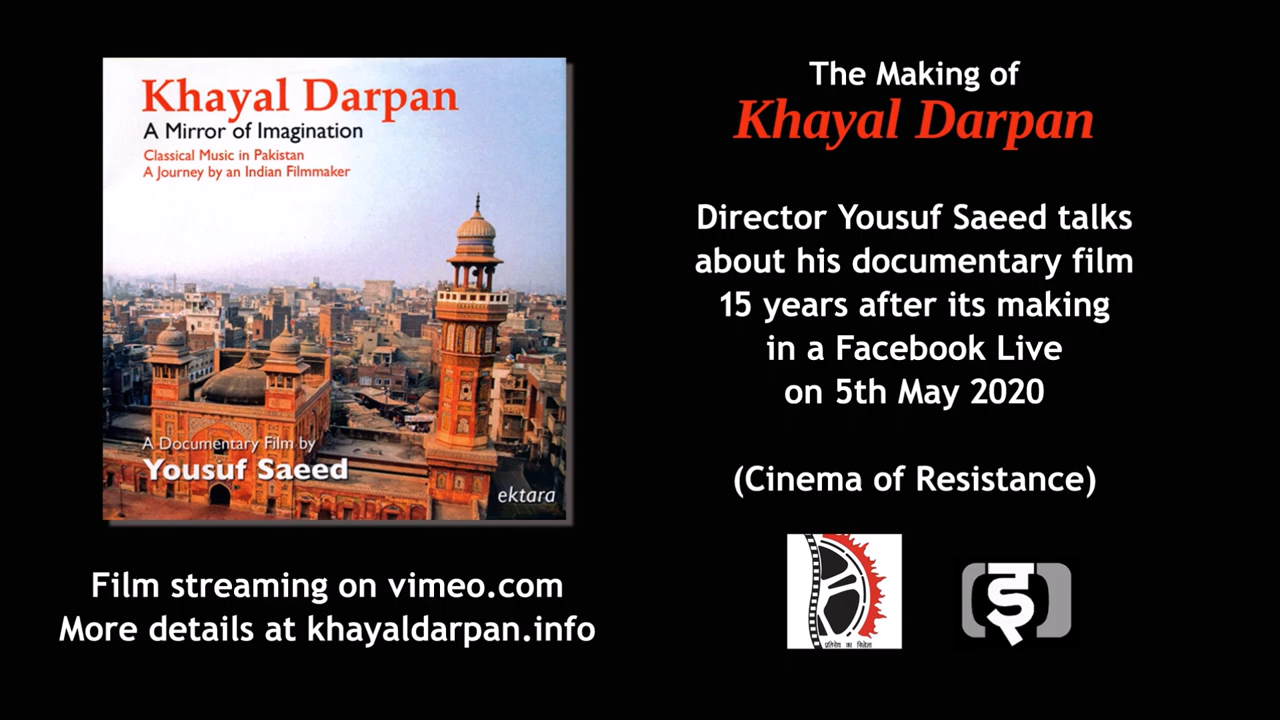 Khayal Darpan
A Mirror of Imagination
Classical Music in Pakistan
A Journey by an Indian Filmmaker
A Documentary Film by
Yousuf Saeed
ektara
Film streaming on vimeo.com
More details at khayaldarpan.info
The Making of
Khayal Darpan
Director Yousuf Saeed talks
about his documentary film
15 years after its making
in a Facebook Live
on 5th May 2020
(Cinema of Resistance)
प्रतिरोध का सिनेमा
इ